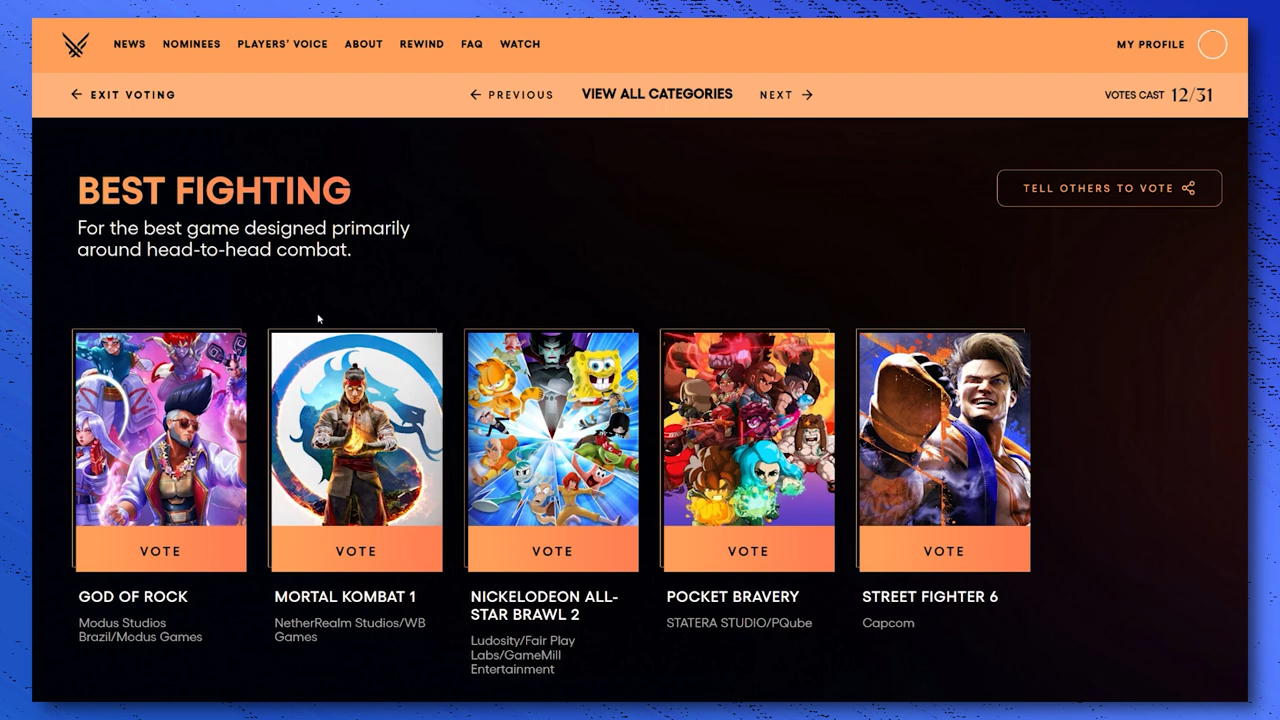 NEWS NOMINEES PLAYERS' VOICE ABOUT REWIND FAQ WATCH MY PROFILE
← EXIT VOTING ← PREVIOUS VIEW ALL CATEGORIES NEXT → VOTES CAST 12/31
BEST FIGHTING
TELL OTHERS TO VOTE
For the best game designed primarily
around head-to-head combat.
VOTE VOTE VOTE VOTE VOTE
GOD OF ROCK
Modus Studios
Brazil/Modus Games
MORTAL KOMBAT 1
NetherRealm Studios/WB
Games
NICKELODEON ALL-
STAR BRAWL 2
Ludosity/Fair Play
Labs/GameMill
Entertainment
POCKET BRAVERY
STATERA STUDIO/PQube
STREET FIGHTER 6
Capcom